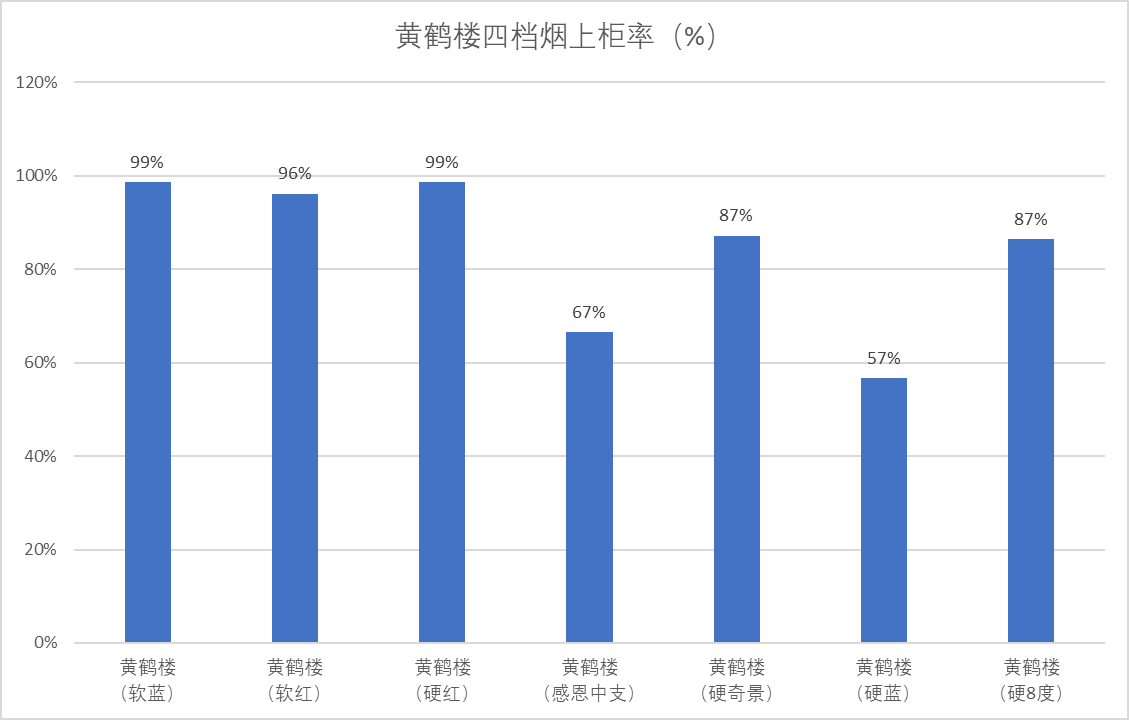 黄鹤楼四档烟上柜率（%）
120%
100%
80%
60%
40%
20%
0%
99%
96%
99%
67%
87%
57%
87%
黄鹤楼
（软蓝）
黄鹤楼
（软红）
黄鹤楼
（硬红）
黄鹤楼
（感恩中支）
黄鹤楼
（硬奇景）
黄鹤楼
（硬蓝）
黄鹤楼
（硬8度）